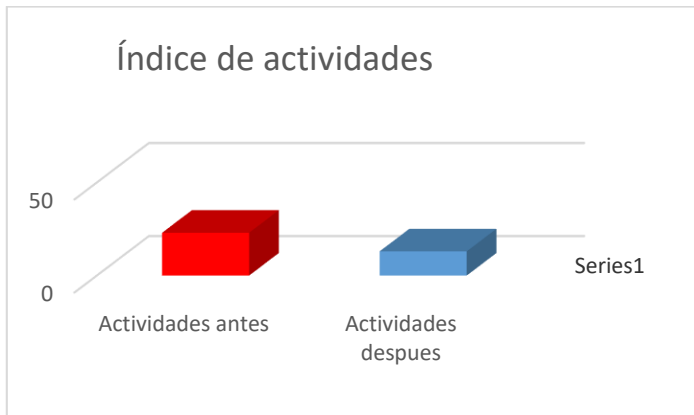 Índice de actividades
50
0
Series1
Actividades antes
Actividades
despues